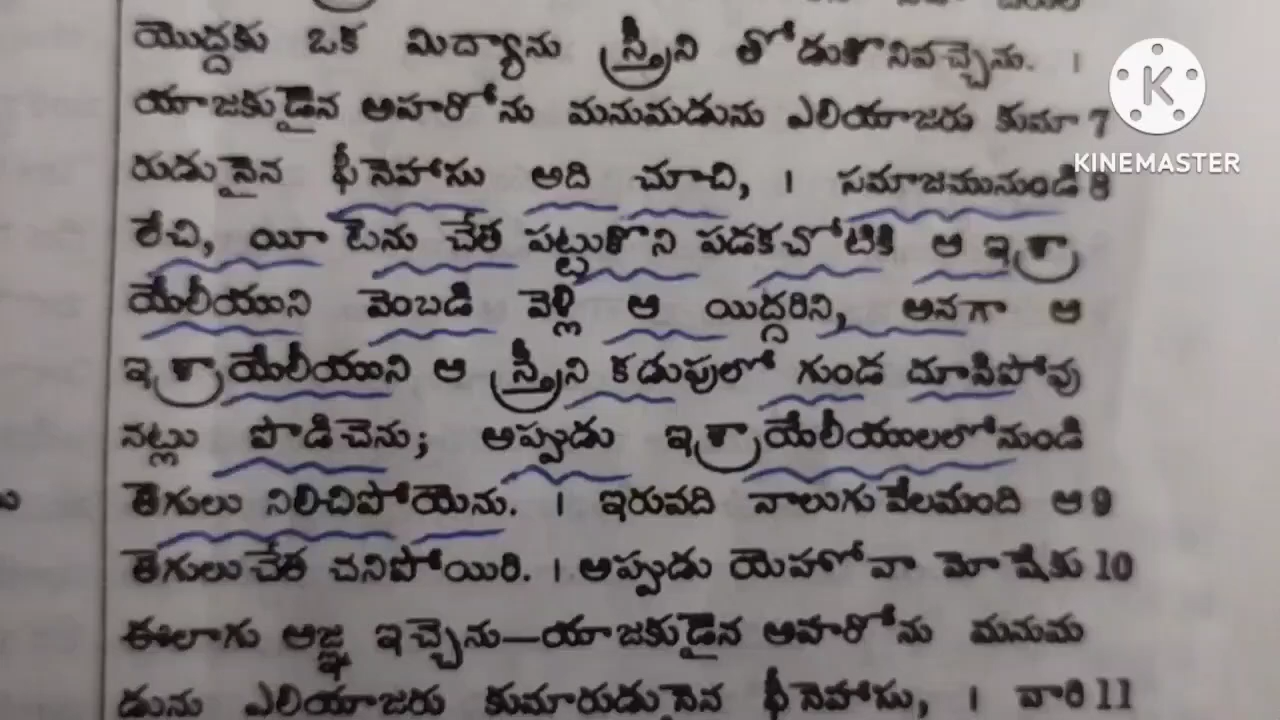 యొద్దకు ఒక మిద్యాను స్త్రీని తోడుకొనివచ్చెను. |
యాజకుడైన అహరోను మనుమడును ఎలియాజరు కుమా 7
రుడునైన ఫీనెహాసు అది చూచి, | సమాజమునుండి 8
లేచి, యీటెను చేత పట్టుకొని పడకచోటికి ఆ ఇశ్రా
యేలీయుని వెంబడి వెళ్లి ఆ యిద్దరిని, అనగా ఆ
ఇశ్రాయేలీయుని ఆ స్త్రీని కడుపులో గుండ దూసిపోవు
నట్లు పొడిచెను; అప్పుడు ఇశ్రాయేలీయులలోనుండి
తెగులు నిలిచిపోయెను. | ఇరువది నాలుగువేలమంది ఆ 9
తెగులుచేత చనిపోయిరి. | అప్పుడు యెహోవా మోషేకు 10
ఈలాగు ఆజ్ఞ ఇచ్చెను—యాజకుడైన అహరోను మనుమ
డును ఎలియాజరు కుమారుడునైన ఫీనెహాసు, | వారి 11
K
KINEMASTER